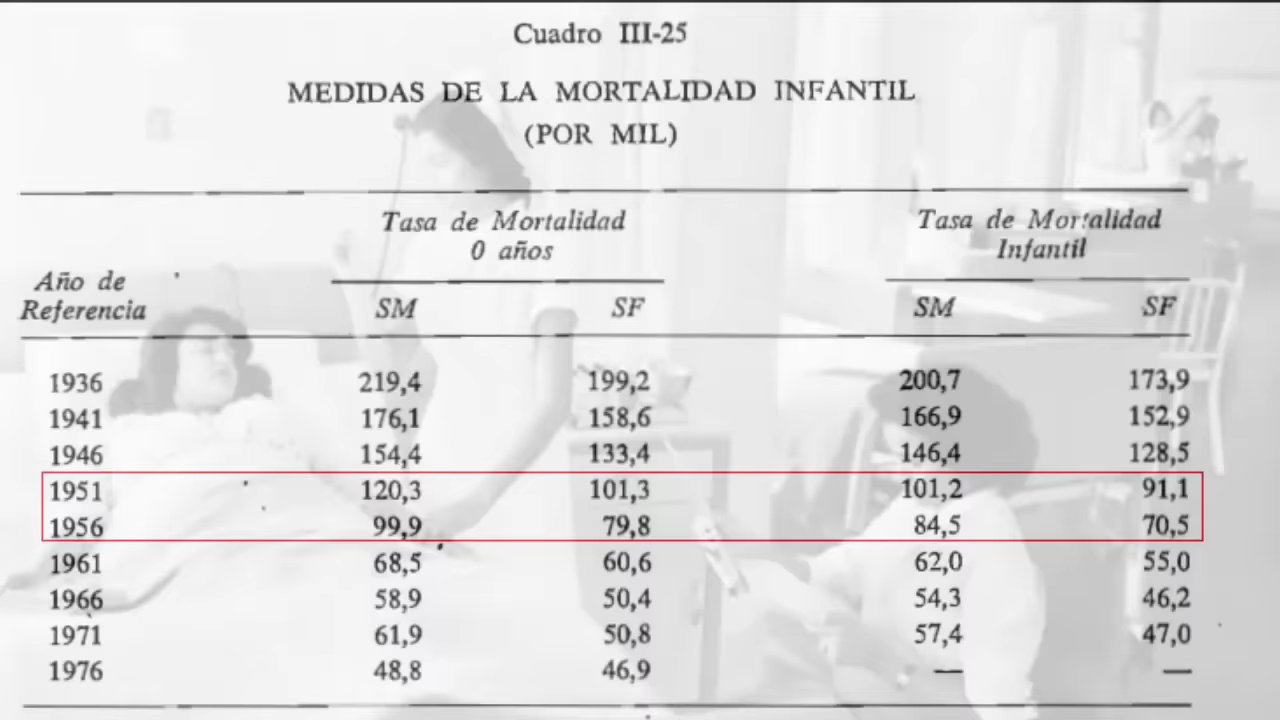 Cuadro III-25
MEDIDAS DE LA MORTALIDAD INFANTIL
(POR MIL)
Tasa de Mortalidad Tasa de Mortalidad
0 años Infantil
Año de
Referencia SM SF SM SF
1936 219,4 199,2 200,7 173,9
1941 176,1 158,6 166,9 152,9
1946 154,4 133,4 146,4 128,5
1951 120,3 101,3 101,2 91,1
1956 99,9 79,8 84,5 70,5
1961 68,5 60,6 62,0 55,0
1966 58,9 50,4 54,3 46,2
1971 61,9 50,8 57,4 47,0
1976 48,8 46,9 — —